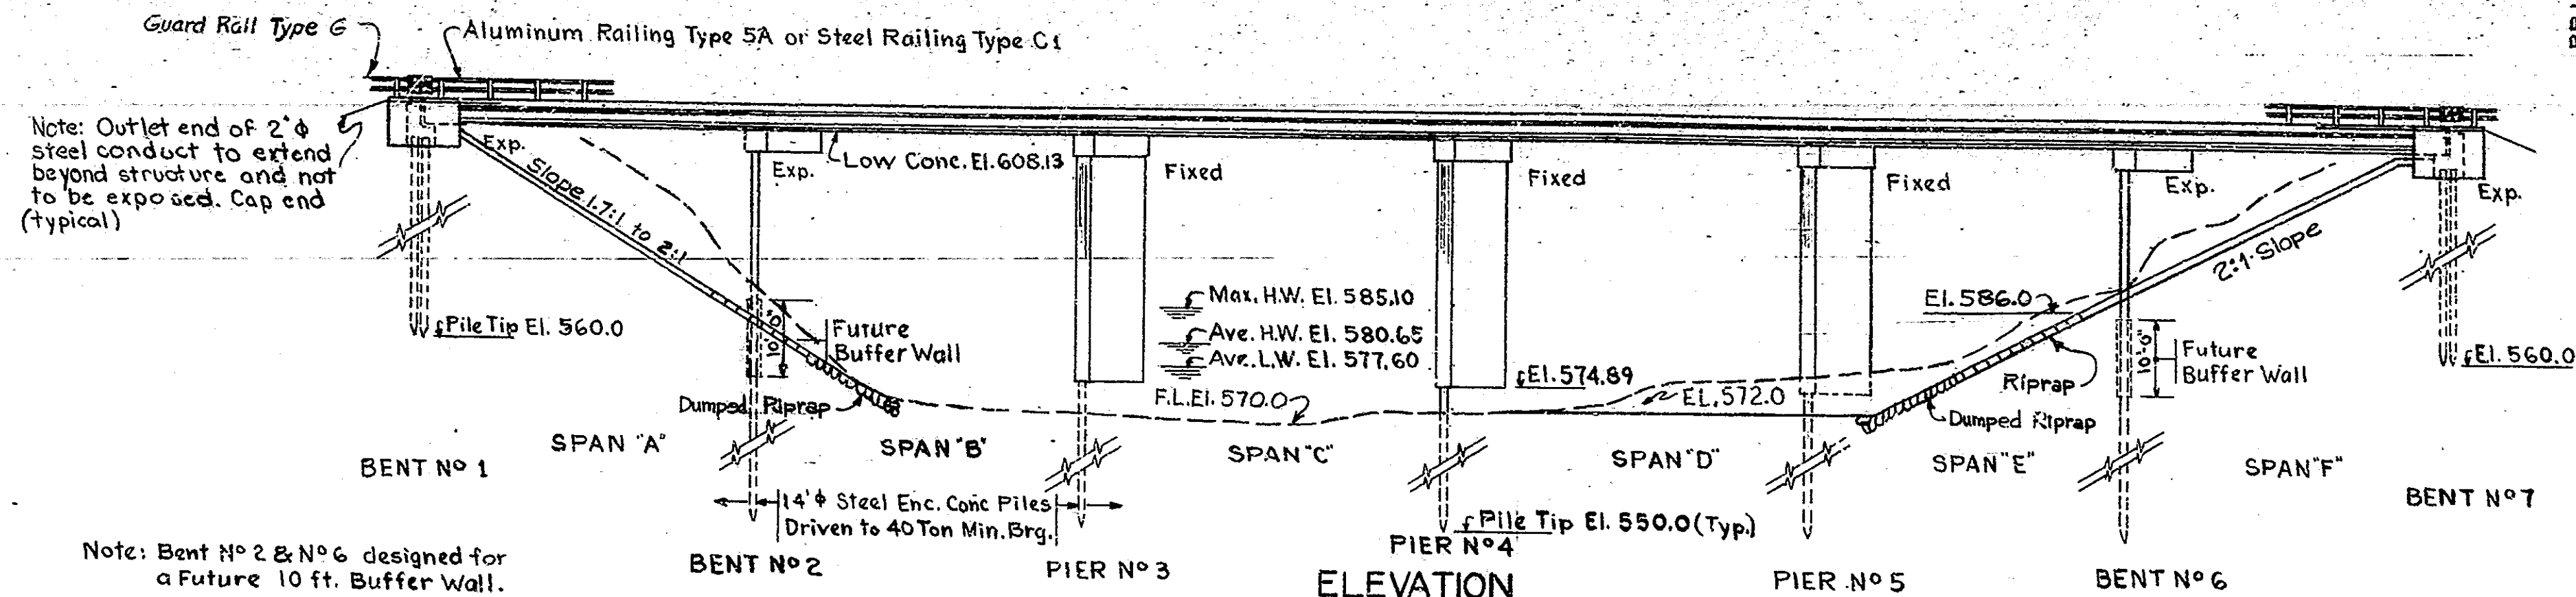 Guard Rail Type G
Aluminum Railing Type 5A or Steel Railing Type C1
Note: Outlet end of 2"φ
steel conduct to extend
beyond structure and not
to be exposed. Cap end
(typical)
Exp.
Slope 1.7:1 to 2:1
Exp.
Low Conc. El. 608.13
Fixed
Fixed
Fixed
Exp.
Exp.
2:1 Slope
Pile Tip El. 560.0
10'-0"
Future
Buffer Wall
Max. H.W. El. 585.10
Ave. H.W. El. 580.65
Ave. L.W. El. 577.60
El. 586.0
10'-0"
Future
Buffer Wall
El. 560.0
Riprap
Dumped Riprap
Dumped Riprap
F.L. El. 570.0
El. 574.89
EL. 572.0
BENT Nº 1
SPAN "A"
SPAN "B"
SPAN "C"
SPAN "D"
SPAN "E"
SPAN "F"
BENT Nº 7
14"φ Steel Enc. Conc Piles
Driven to 40 Ton Min. Brg.
Pile Tip El. 550.0 (Typ.)
Note: Bent Nº 2 & Nº 6 designed for
a Future 10 ft. Buffer Wall.
BENT Nº 2
PIER Nº 3
PIER Nº 4
PIER Nº 5
BENT Nº 6
ELEVATION